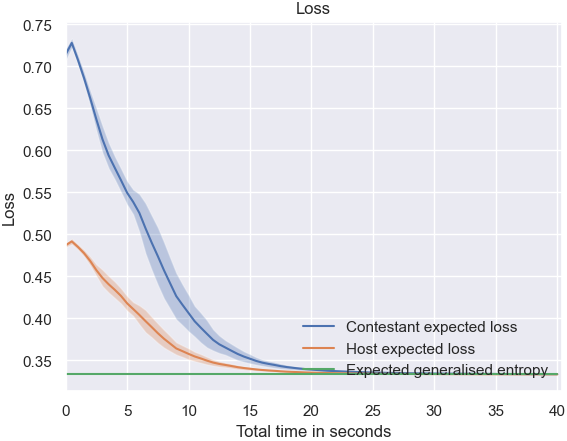 Loss
0.75
0.70
0.65
0.60
0.55
0.50
0.45
0.40
0.35
Loss
Contestant expected loss
Host expected loss
Expected generalised entropy
0 5 10 15 20 25 30 35 40
Total time in seconds